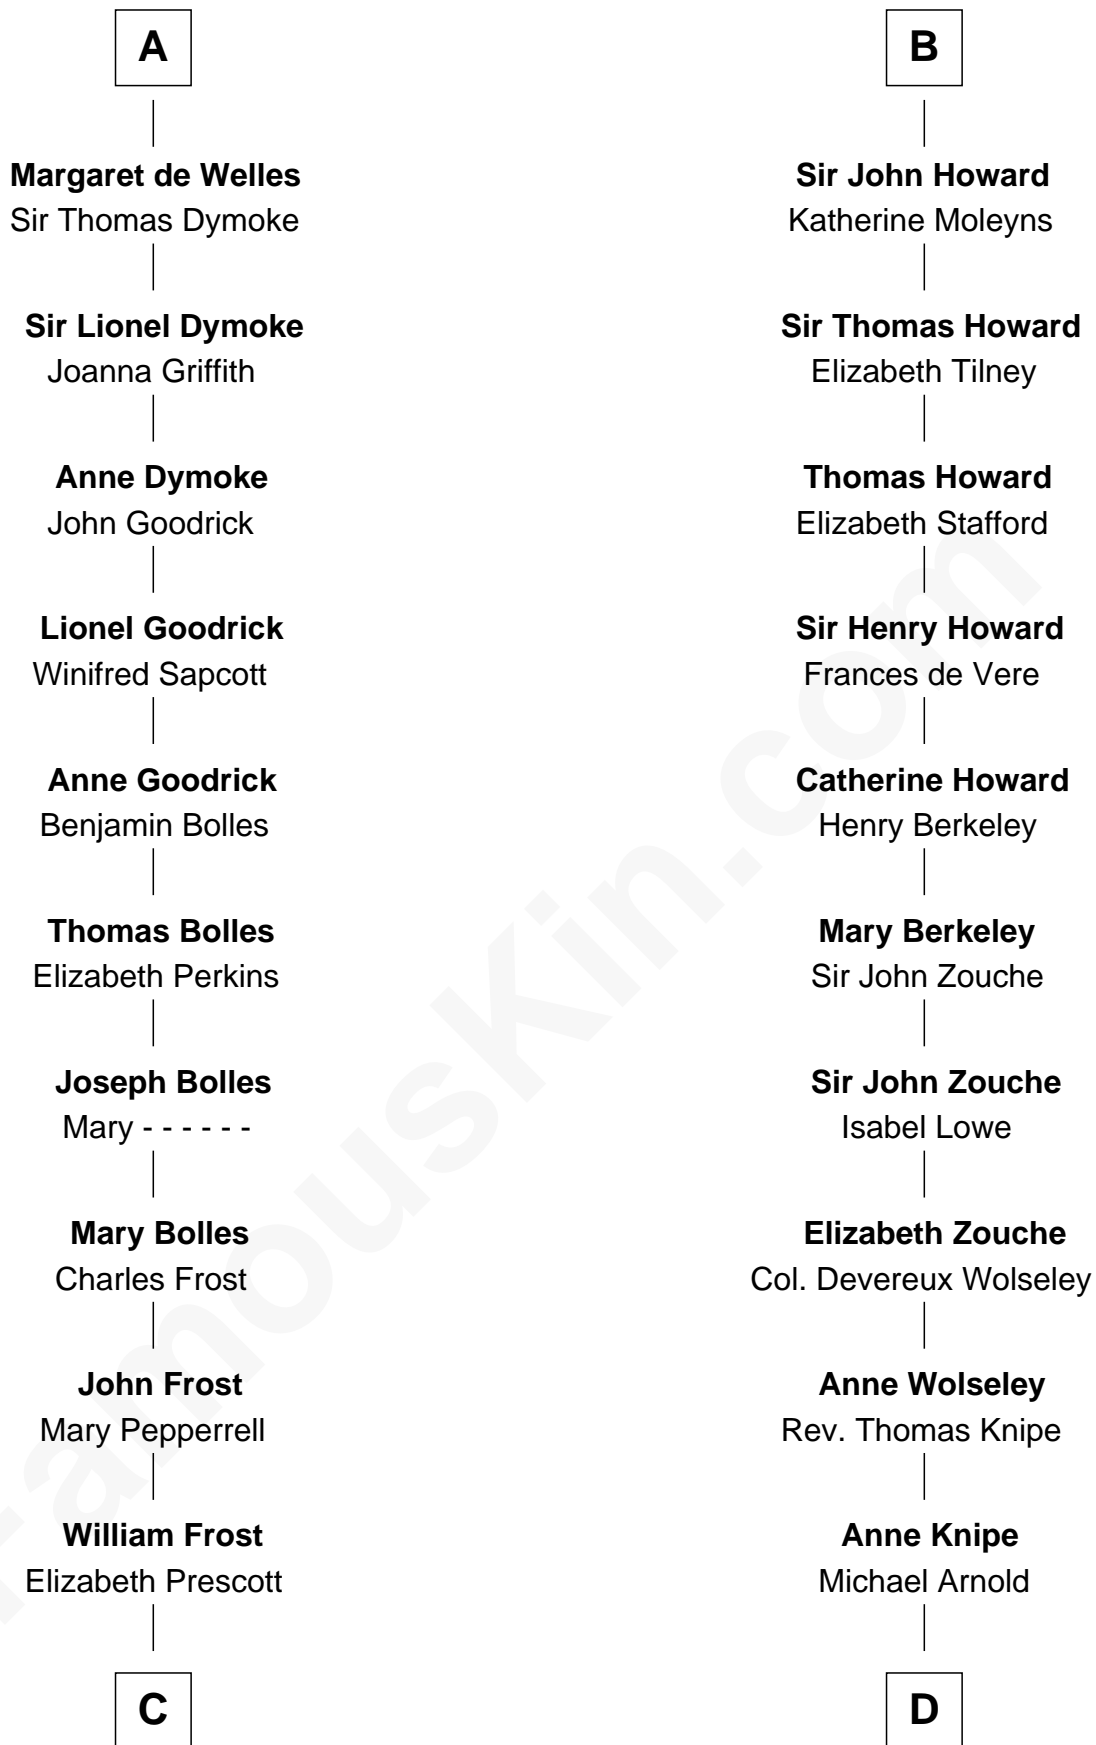 A
Margaret de Welles
Sir Thomas Dymoke
Sir Lionel Dymoke
Joanna Griffith
Anne Dymoke
John Goodrick
Lionel Goodrick
Winifred Sapcott
Anne Goodrick
Benjamin Bolles
Thomas Bolles
Elizabeth Perkins
Joseph Bolles
Mary - - - - - -
Mary Bolles
Charles Frost
John Frost
Mary Pepperrell
William Frost
Elizabeth Prescott
C
B
Sir John Howard
Katherine Moleyns
Sir Thomas Howard
Elizabeth Tilney
Thomas Howard
Elizabeth Stafford
Sir Henry Howard
Frances de Vere
Catherine Howard
Henry Berkeley
Mary Berkeley
Sir John Zouche
Sir John Zouche
Isabel Lowe
Elizabeth Zouche
Col. Devereux Wolseley
Anne Wolseley
Rev. Thomas Knipe
Anne Knipe
Michael Arnold
D
FamousKin.com